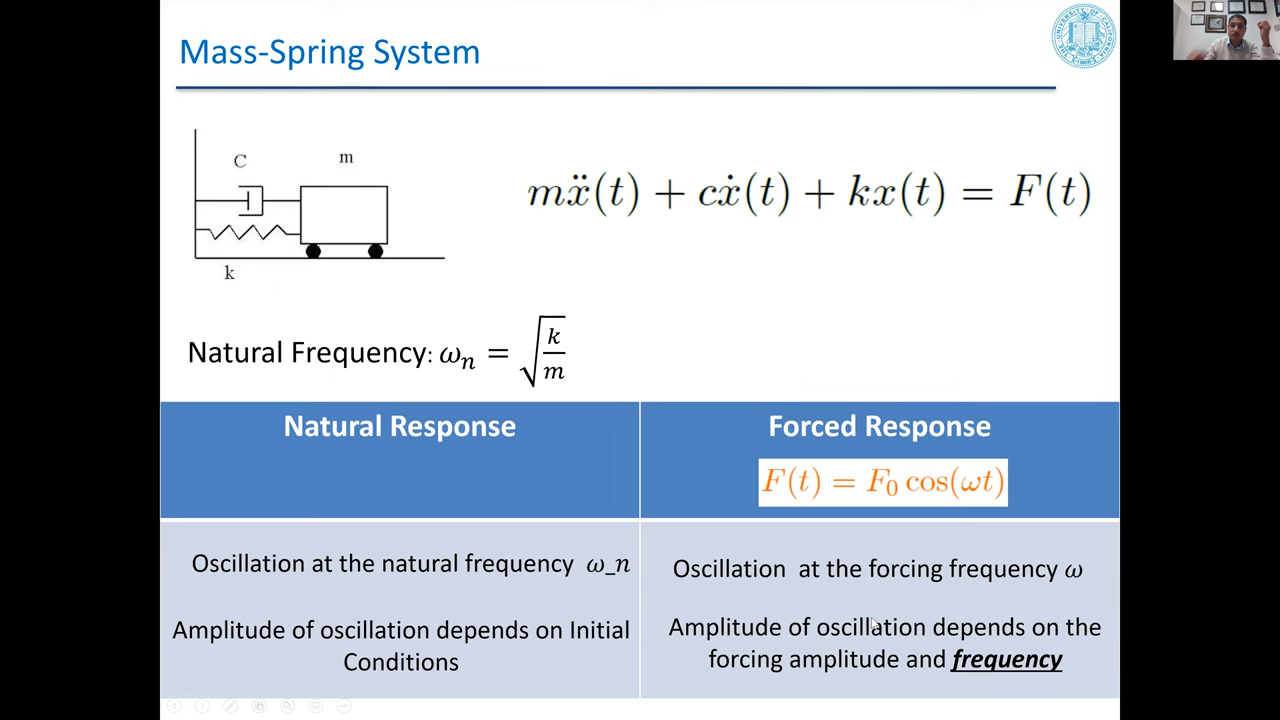 Mass-Spring System
C
m
mẍ(t) + cẋ(t) + kx(t) = F(t)
k
Natural Frequency: ωn = √k/m
Natural Response
Forced Response
F(t) = F0 cos(ωt)
Oscillation at the natural frequency ω_n
Amplitude of oscillation depends on Initial
Conditions
Oscillation at the forcing frequency ω
Amplitude of oscillation depends on the
forcing amplitude and frequency